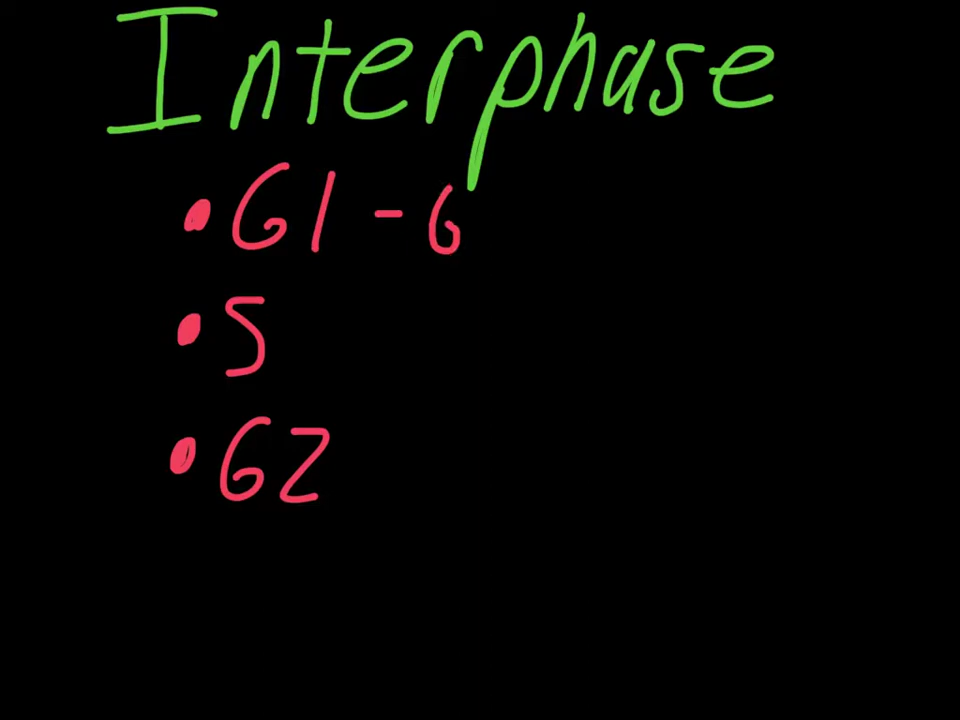 Interphase
• G1 - G
• S
• G2